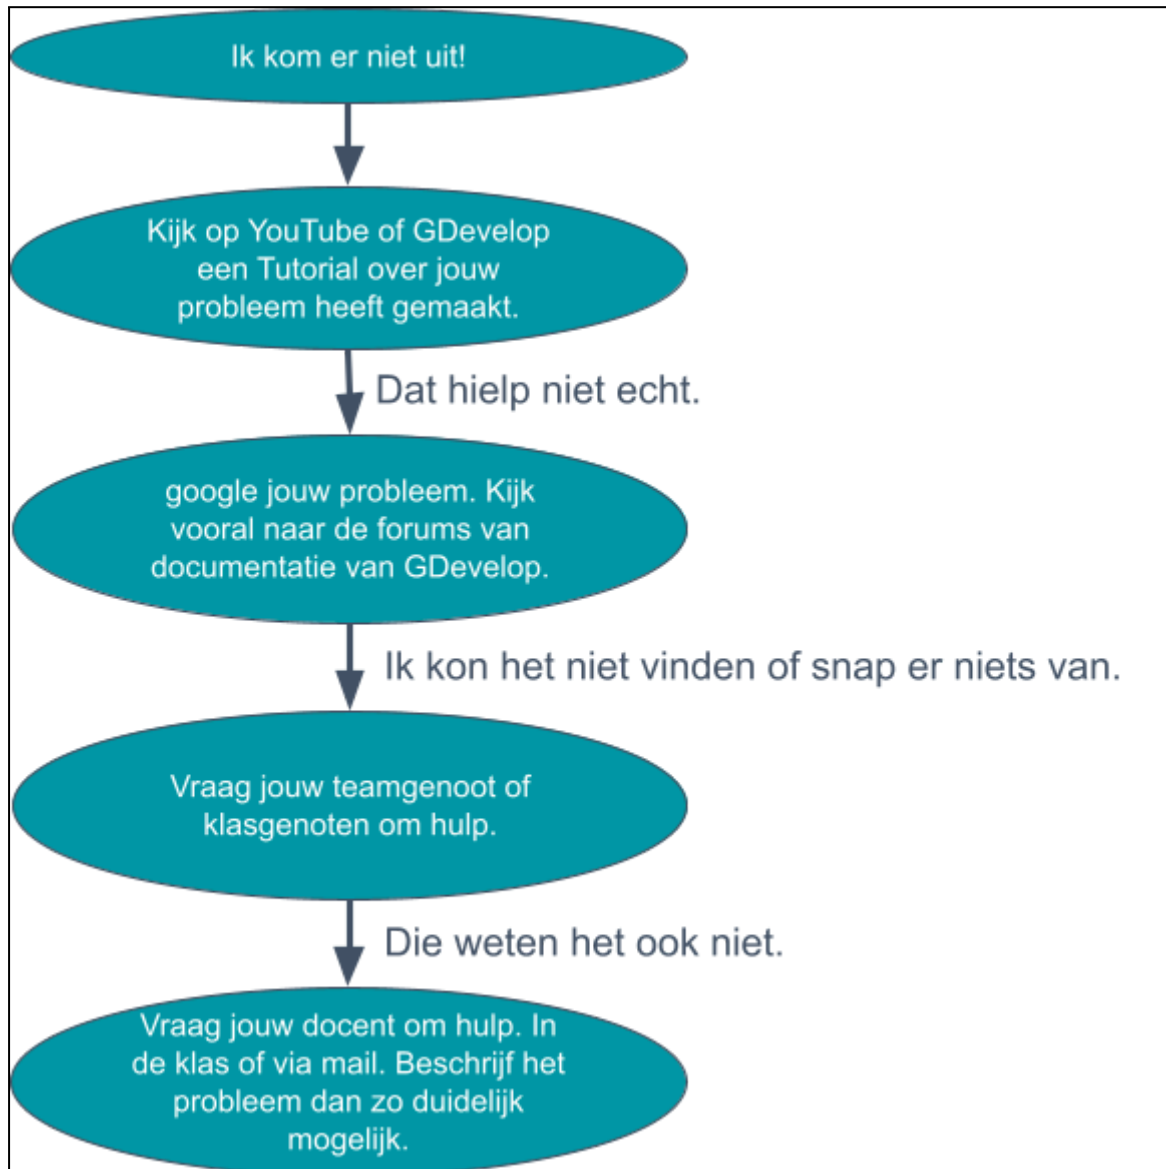 Ik kom er niet uit!
Kijk op YouTube of GDevelop
een Tutorial over jouw
probleem heeft gemaakt.
Dat hielp niet echt.
google jouw probleem. Kijk
vooral naar de forums van
documentatie van GDevelop.
Ik kon het niet vinden of snap er niets van.
Vraag jouw teamgenoot of
klasgenoten om hulp.
Die weten het ook niet.
Vraag jouw docent om hulp. In
de klas of via mail. Beschrijf het
probleem dan zo duidelijk
mogelijk.